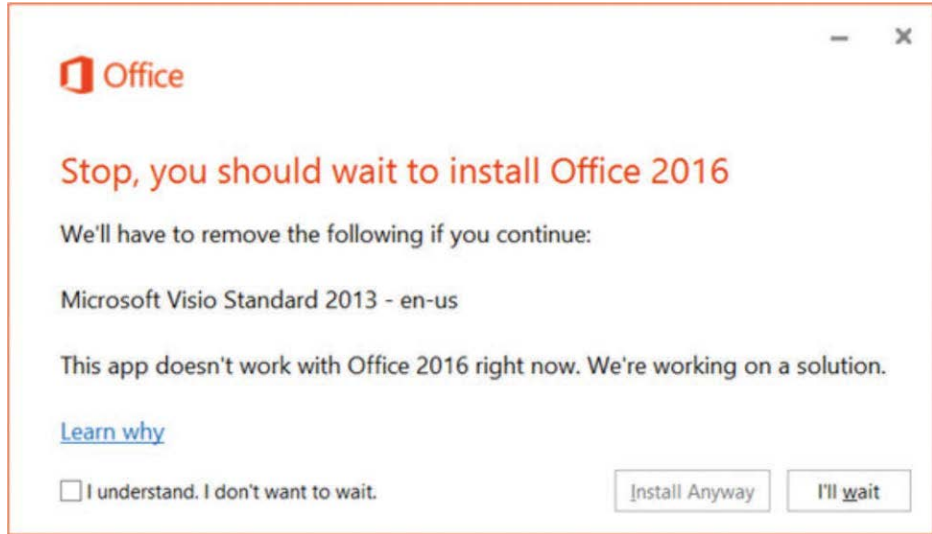 Office
Stop, you should wait to install Office 2016
We'll have to remove the following if you continue:
Microsoft Visio Standard 2013 - en-us
This app doesn't work with Office 2016 right now. We're working on a solution.
Learn why
I understand. I don't want to wait.
Install Anyway
I'll wait